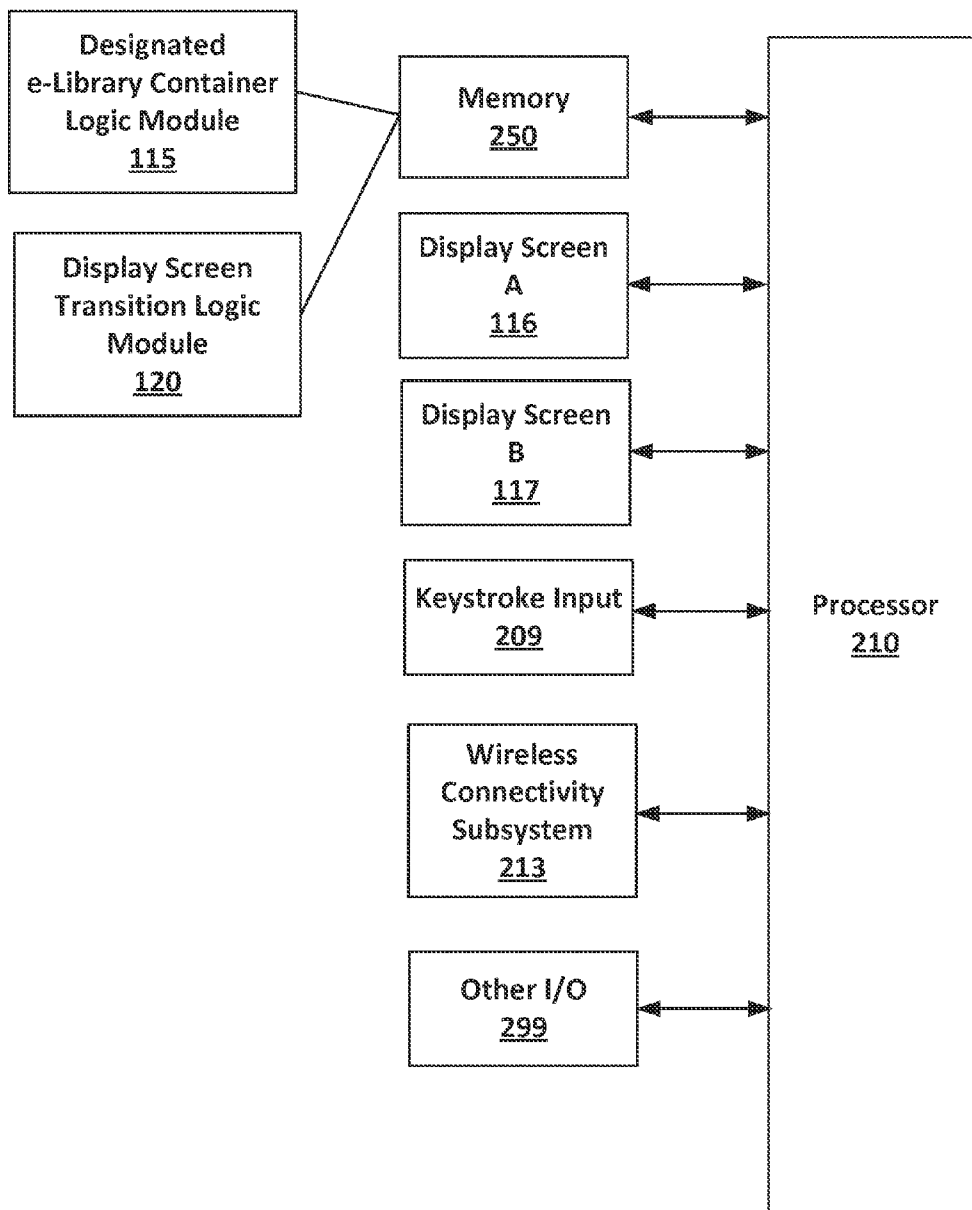 Designated
e-Library Container
Logic Module
115
Display Screen
Transition Logic
Module
120
Memory
250
Display Screen
A
116
Display Screen
B
117
Keystroke Input
209
Wireless
Connectivity
Subsystem
213
Other I/O
299
Processor
210